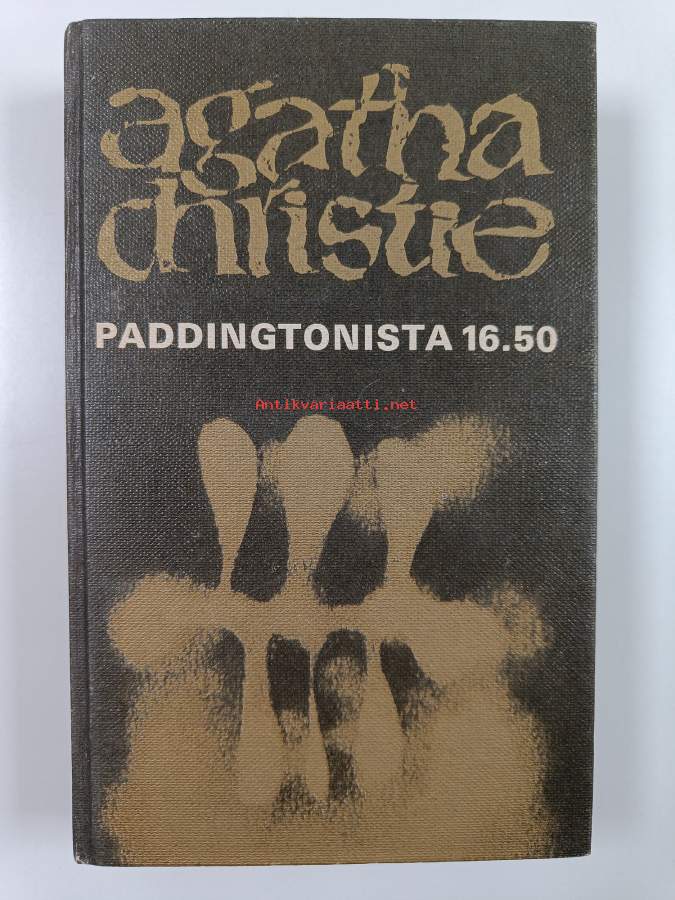 agatha
christie
PADDINGTONISTA 16.50
Antikvariaatti.net